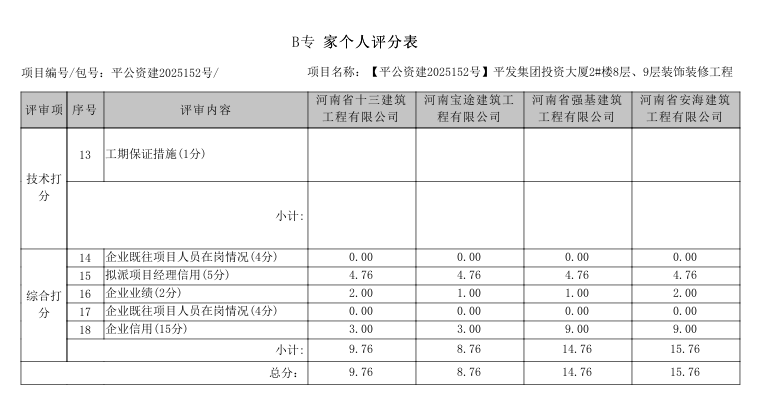 B专 家个人评分表
项目编号/包号: 平公资建2025152号/ 项目名称: 【平公资建2025152号】平发集团投资大厦2#楼8层、9层装饰装修工程
评审项 序号 评审内容 河南省十三建筑工程有限公司 河南宝途建筑工程有限公司 河南省强基建筑工程有限公司 河南省安海建筑工程有限公司
技术打分
13 工期保证措施(1分)
小计:
综合打分
14 企业既往项目人员在岗情况(4分) 0.00 0.00 0.00 0.00
15 拟派项目经理信用(5分) 4.76 4.76 4.76 4.76
16 企业业绩(2分) 2.00 1.00 1.00 2.00
17 企业既往项目人员在岗情况(4分) 0.00 0.00 0.00 0.00
18 企业信用(15分) 3.00 3.00 9.00 9.00
小计: 9.76 8.76 14.76 15.76
总分: 9.76 8.76 14.76 15.76